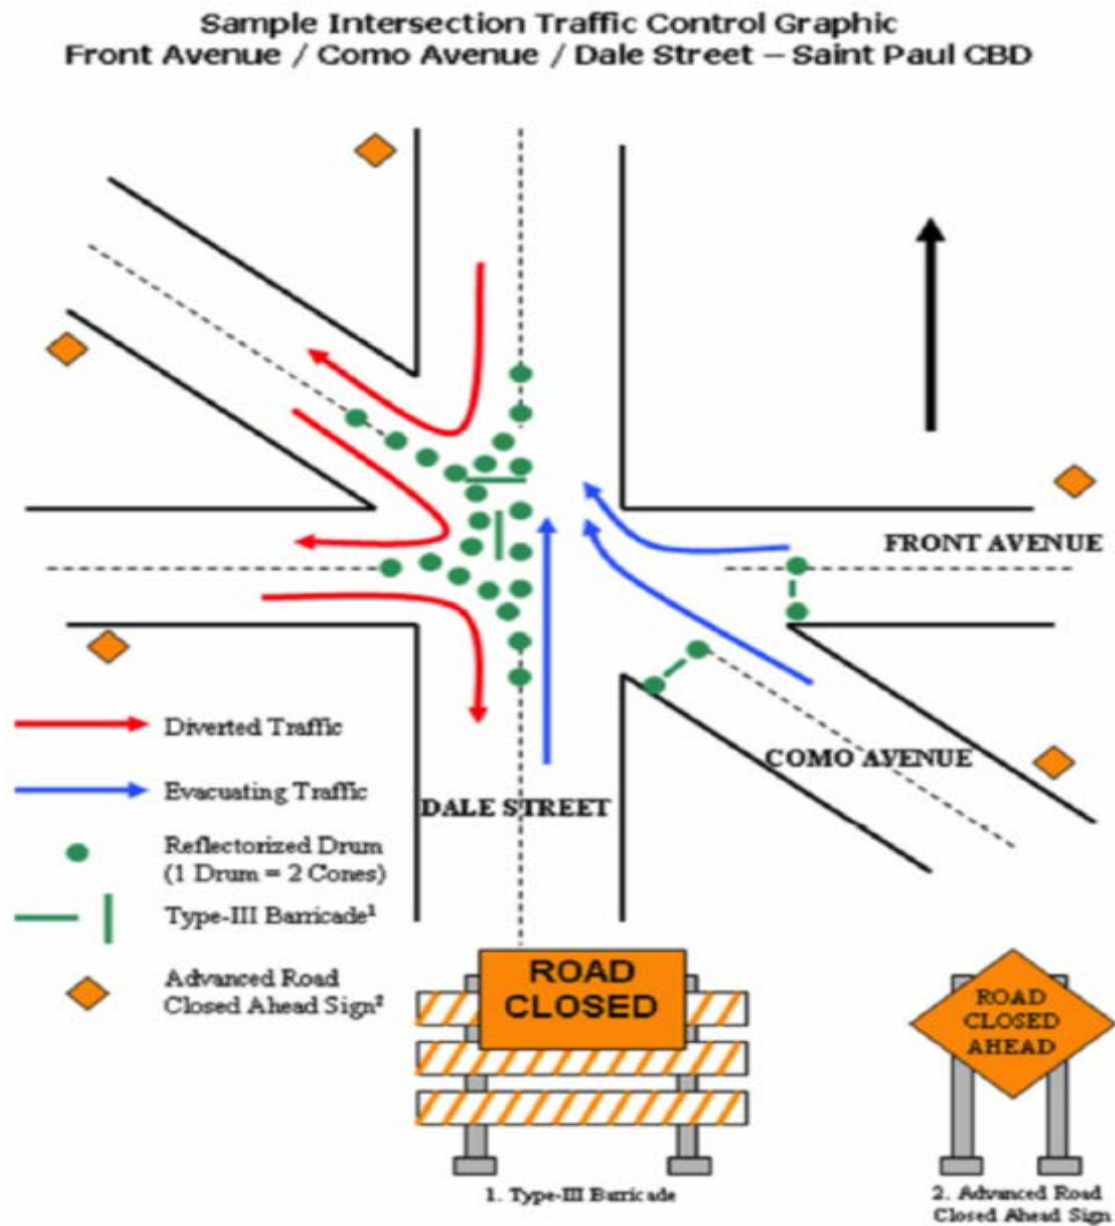 Sample Intersection Traffic Control Graphic
Front Avenue / Como Avenue / Dale Street – Saint Paul CBD
FRONT AVENUE
COMO AVENUE
DALE STREET
Diverted Traffic
Evacuating Traffic
Reflectorized Drum
(1 Drum = 2 Cones)
Type-III Barricade¹
Advanced Road
Closed Ahead Sign²
ROAD
CLOSED
1. Type-III Barricade
ROAD
CLOSED
AHEAD
2. Advanced Road
Closed Ahead Sign